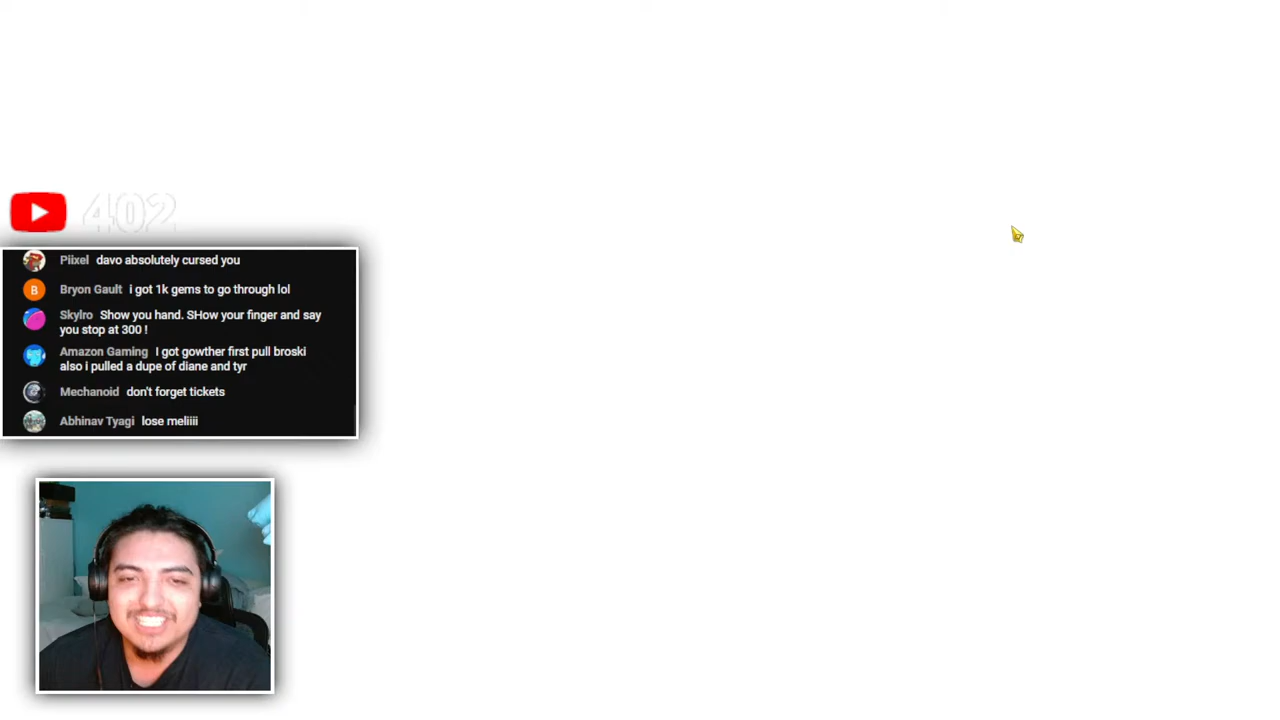 402
Piixel davo absolutely cursed you
B Bryon Gault i got 1k gems to go through lol
Skylro Show you hand. SHow your finger and say
you stop at 300 !
Amazon Gaming I got gowther first pull broski
also i pulled a dupe of diane and tyr
Mechanoid don't forget tickets
Abhinav Tyagi lose meliiii